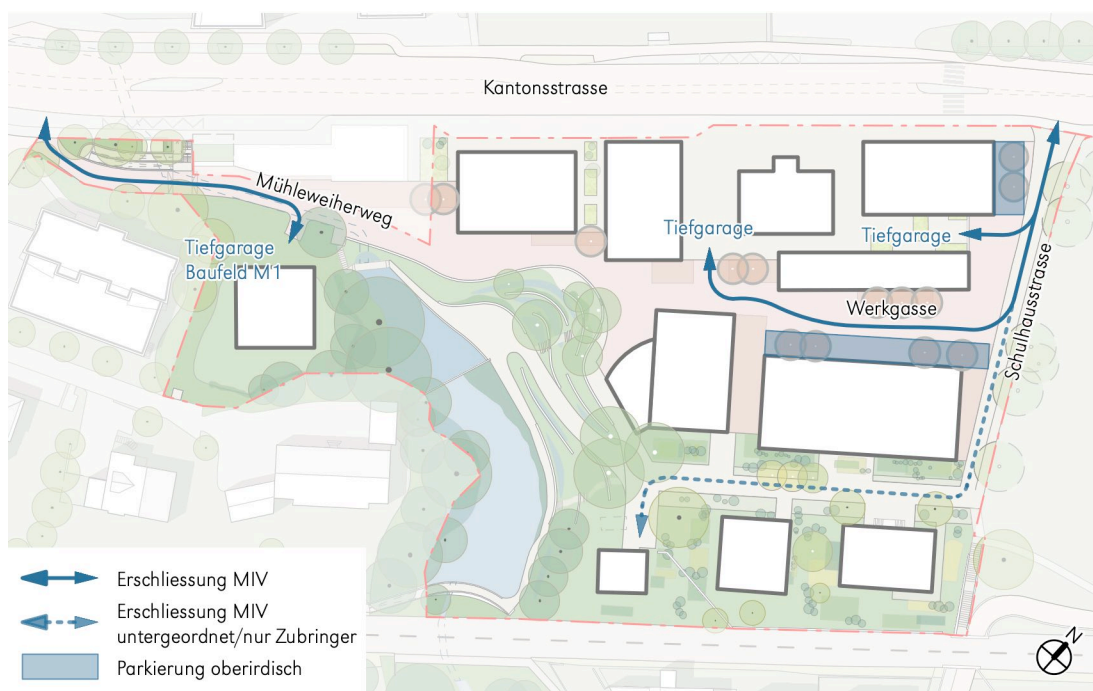 Kantonsstrasse
Mühleweiherweg
Tiefgarage
Baufeld M1
Tiefgarage
Tiefgarage
Werkgasse
Schulhausstrasse
Erschliessung MIV
Erschliessung MIV
untergeordnet/nur Zubringer
Parkierung oberirdisch
N